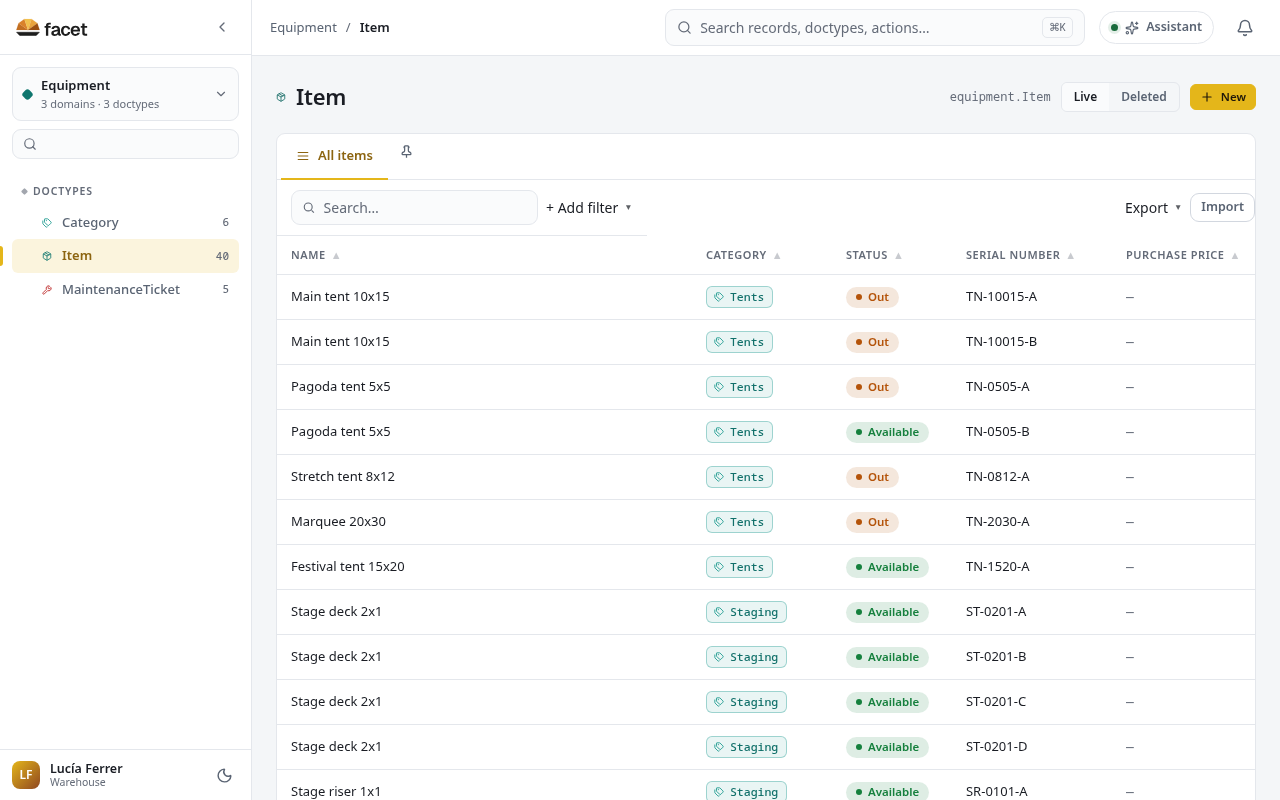 facet
Equipment
3 domains · 3 doctypes
DOCTYPES
Category 6
Item 40
MaintenanceTicket 5
LF
Lucía Ferrer
Warehouse
Equipment / Item
Search records, doctypes, actions...
⌘K
Assistant
Item
equipment.Item
Live
Deleted
+ New
All items
Search...
+ Add filter ▾
Export ▾
Import
NAME ▲ CATEGORY ▲ STATUS ▲ SERIAL NUMBER ▲ PURCHASE PRICE ▲
Main tent 10x15 Tents Out TN-10015-A —
Main tent 10x15 Tents Out TN-10015-B —
Pagoda tent 5x5 Tents Out TN-0505-A —
Pagoda tent 5x5 Tents Available TN-0505-B —
Stretch tent 8x12 Tents Out TN-0812-A —
Marquee 20x30 Tents Out TN-2030-A —
Festival tent 15x20 Tents Available TN-1520-A —
Stage deck 2x1 Staging Available ST-0201-A —
Stage deck 2x1 Staging Available ST-0201-B —
Stage deck 2x1 Staging Available ST-0201-C —
Stage deck 2x1 Staging Available ST-0201-D —
Stage riser 1x1 Staging Available SR-0101-A —